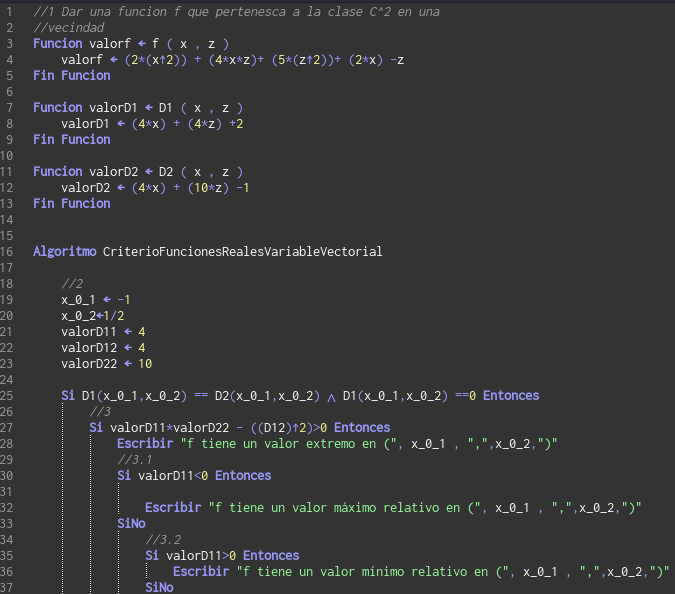 1 //1 Dar una funcion f que pertenesca a la clase C^2 en una
2 //vecindad
3 Funcion valorf ← f ( x , z )
4 valorf ← (2*(x↑2)) + (4*x*z)+ (5*(z↑2))+ (2*x) -z
5 Fin Funcion
6
7 Funcion valorD1 ← D1 ( x , z )
8 valorD1 ← (4*x) + (4*z) +2
9 Fin Funcion
10
11 Funcion valorD2 ← D2 ( x , z )
12 valorD2 ← (4*x) + (10*z) -1
13 Fin Funcion
14
15
16 Algoritmo CriterioFuncionesRealesVariableVectorial
17
18 //2
19 x_0_1 ← -1
20 x_0_2←1/2
21 valorD11 ← 4
22 valorD12 ← 4
23 valorD22 ← 10
24
25 Si D1(x_0_1,x_0_2) == D2(x_0_1,x_0_2) ∧ D1(x_0_1,x_0_2) ==0 Entonces
26 //3
27 Si valorD11*valorD22 - ((D12)↑2)>0 Entonces
28 Escribir "f tiene un valor extremo en (", x_0_1 , ",",x_0_2,")"
29 //3.1
30 Si valorD11<0 Entonces
31
32 Escribir "f tiene un valor máximo relativo en (", x_0_1 , ",",x_0_2,")"
33 SiNo
34 //3.2
35 Si valorD11>0 Entonces
36 Escribir "f tiene un valor mínimo relativo en (", x_0_1 , ",",x_0_2,")"
37 SiNo